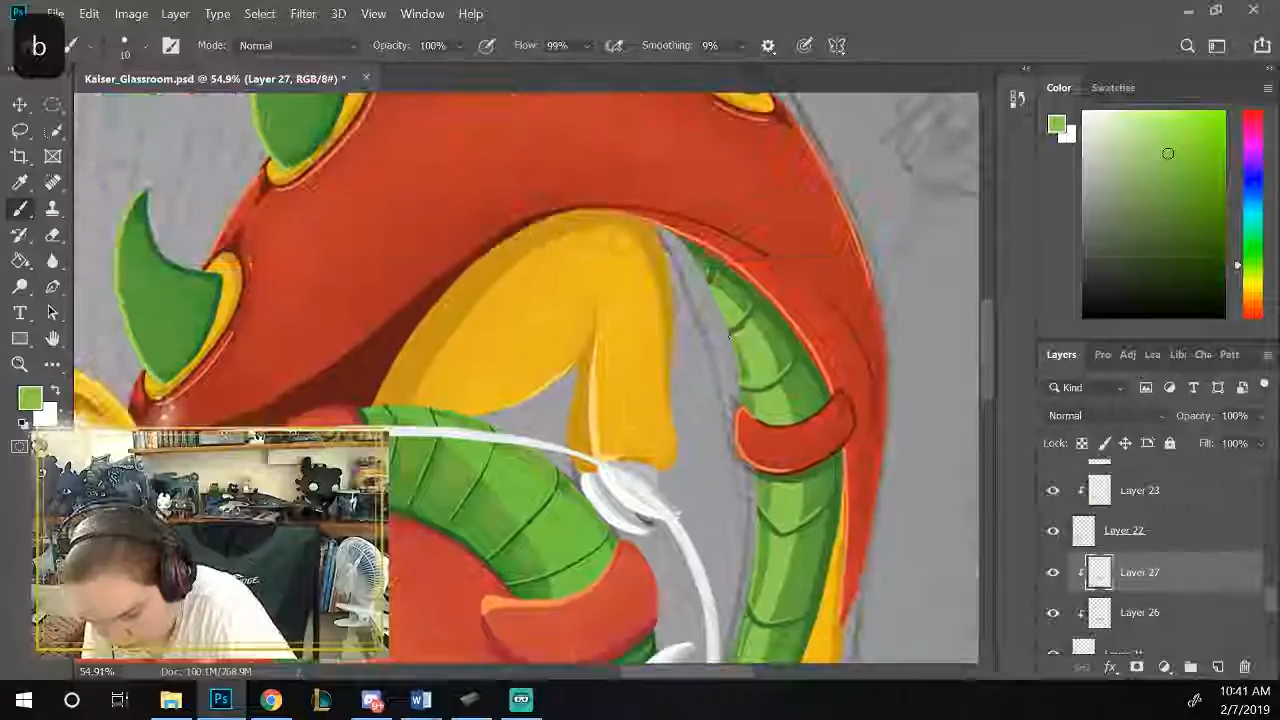 Ps File Edit Image Layer Type Select Filter 3D View Window Help
b
10 Mode: Normal Opacity: 100% Flow: 99% Smoothing: 9%
Kaiser_Glassroom.psd @ 54.9% (Layer 27, RGB/8#) * ×
Color Swatches
Layers Pro Adj Lea Lib Cha Patt
Kind
Normal Opacity: 100%
Lock: Fill: 100%
Layer 23
Layer 22
Layer 27
Layer 26
54.91% Doc: 100.1M/768.9M
Ps
W
9+
2/7/2019